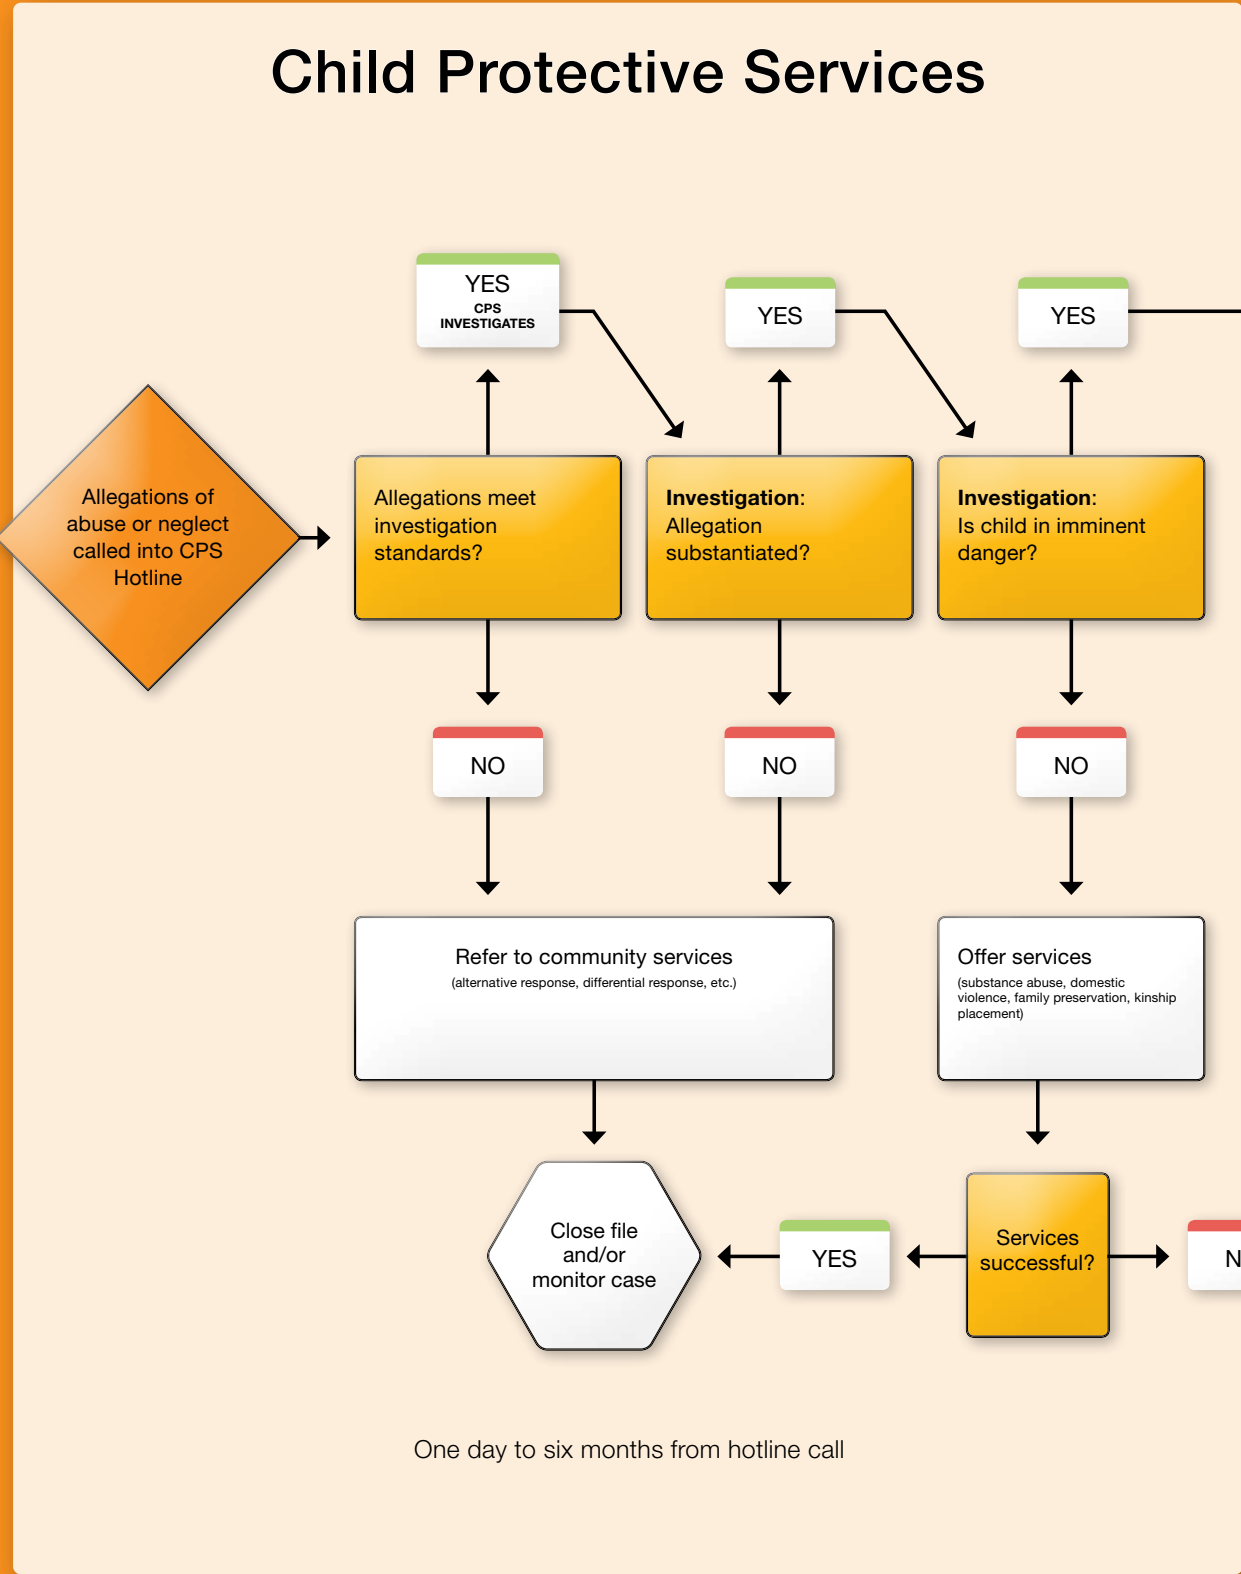 Child Protective Services
YES
CPS
INVESTIGATES
YES
YES
Allegations of
abuse or neglect
called into CPS
Hotline
Allegations meet
investigation
standards?
Investigation:
Allegation
substantiated?
Investigation:
Is child in imminent
danger?
NO
NO
NO
Refer to community services
(alternative response, differential response, etc.)
Offer services
(substance abuse, domestic
violence, family preservation, kinship
placement)
Close file
and/or
monitor case
YES
Services
successful?
N
One day to six months from hotline call